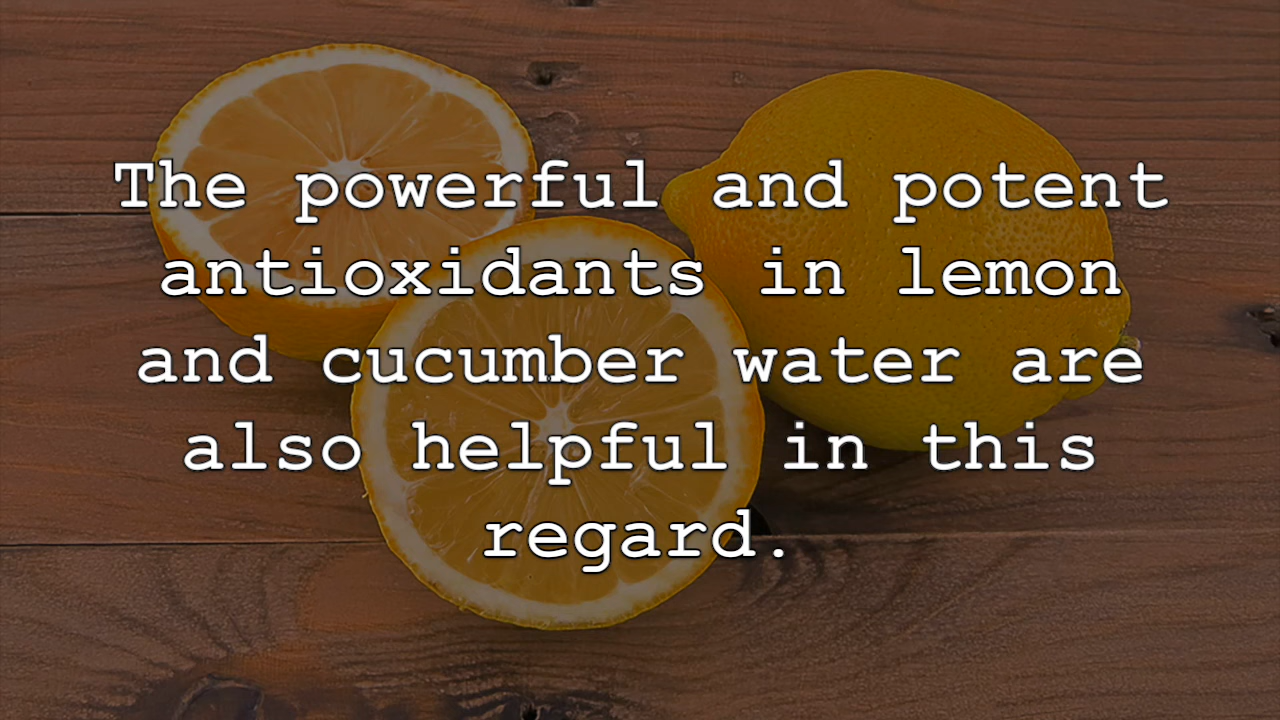 The powerful and potent
antioxidants in lemon
and cucumber water are
also helpful in this
regard.